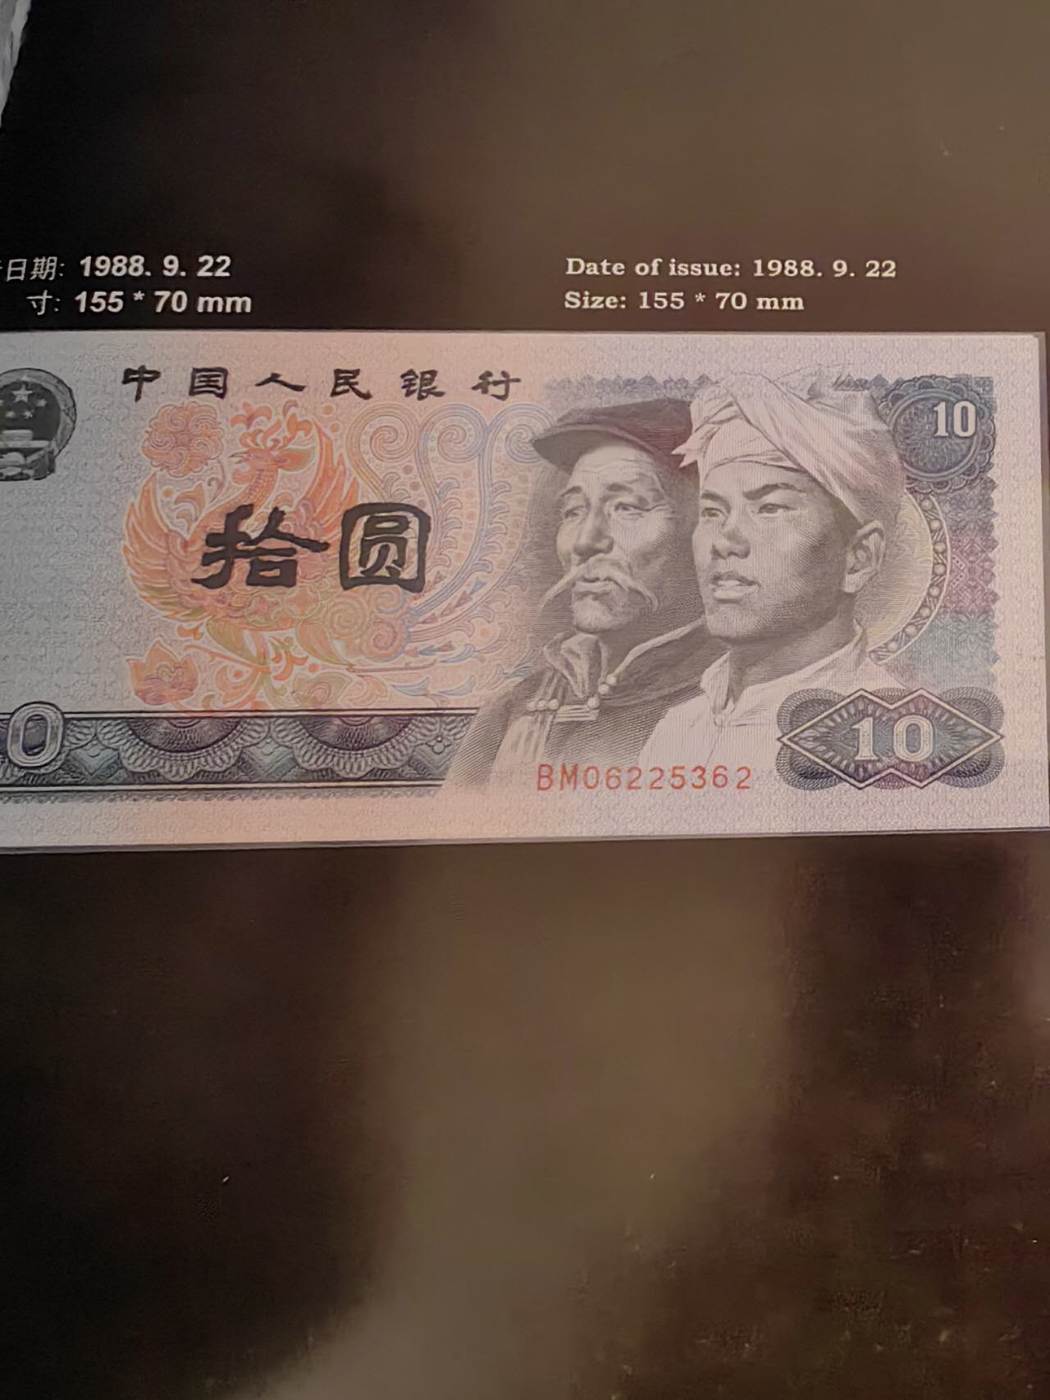 日期: 1988. 9. 22
Date of issue: 1988. 9. 22
寸: 155 * 70 mm
Size: 155 * 70 mm
中国人民银行
10
拾圆
0
10
BM06225362